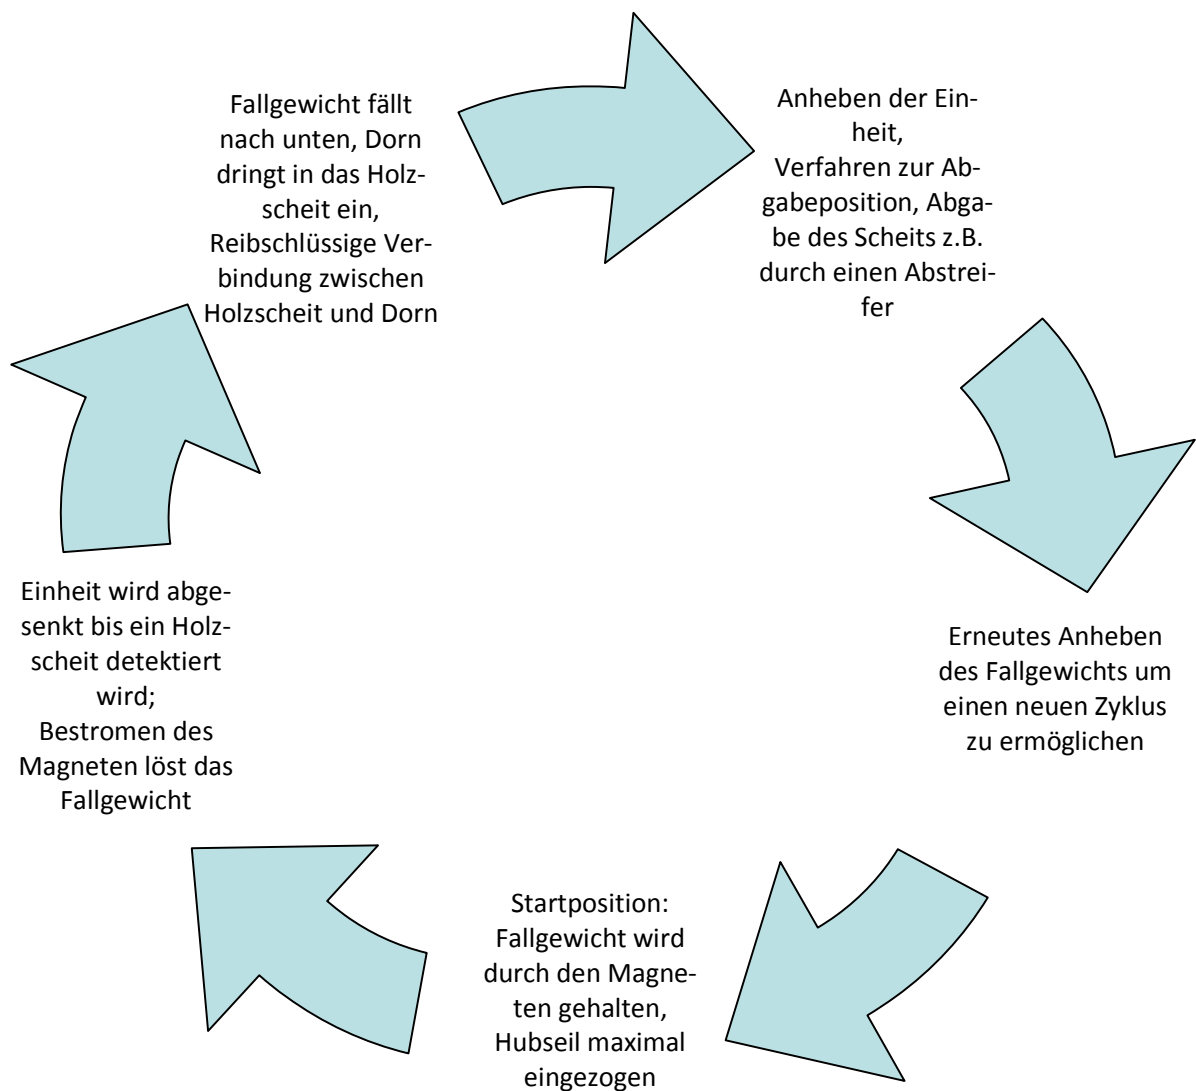 Fallgewicht fällt
nach unten, Dorn
dringt in das Holz-
scheit ein,
Reibschlüssige Ver-
bindung zwischen
Holzscheit und Dorn
Anheben der Ein-
heit,
Verfahren zur Ab-
gabeposition, Abga-
be des Scheits z.B.
durch einen Abstrei-
fer
Erneutes Anheben
des Fallgewichts um
einen neuen Zyklus
zu ermöglichen
Startposition:
Fallgewicht wird
durch den Magne-
ten gehalten,
Hubseil maximal
eingezogen
Einheit wird abge-
senkt bis ein Holz-
scheit detektiert
wird;
Bestromen des
Magneten löst das
Fallgewicht